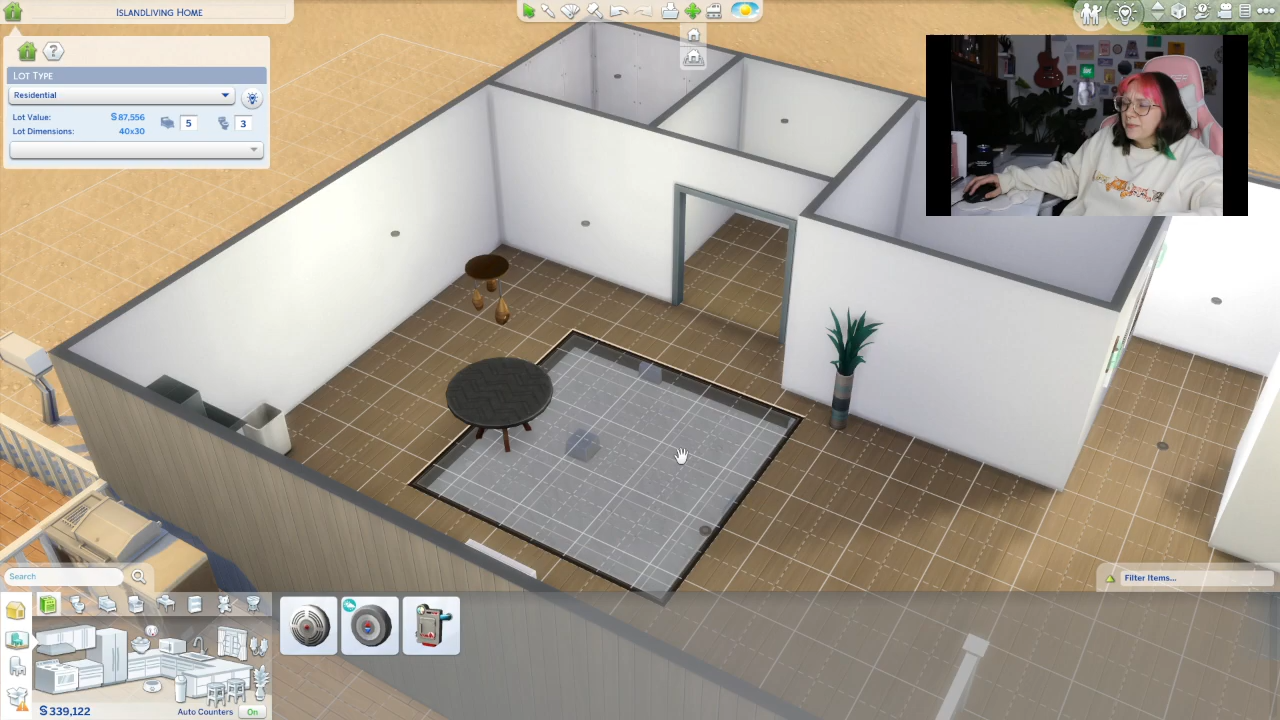 IslandLiving Home
Lot Type
Residential
Lot Value: §87,556 5 3
Lot Dimensions: 40x30
Filter Items...
Search
§339,122
Auto Counters On